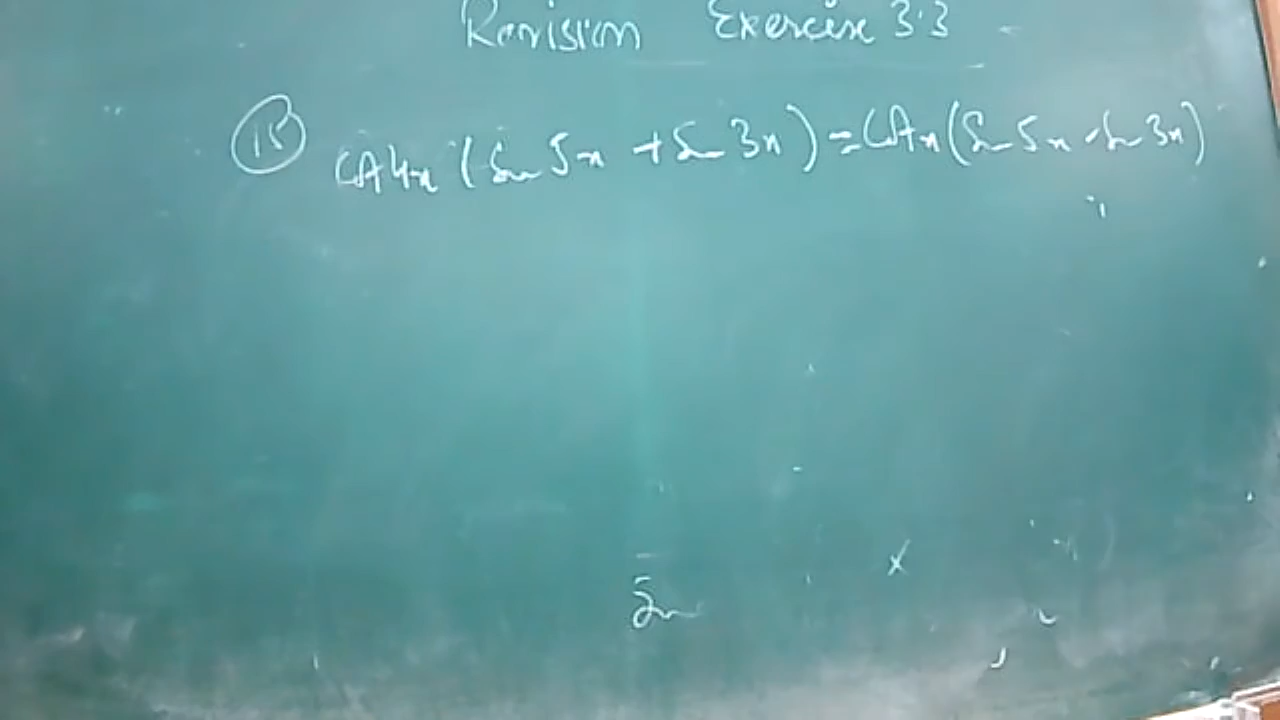 Revision Exercise 3.3
15 Cot 4x (Sin 5x + Sin 3x) = Cot x (Sin 5x - Sin 3x)